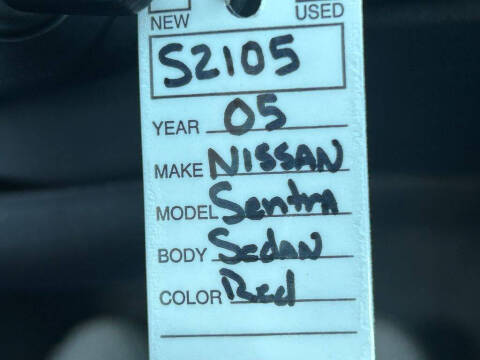 NEW USED
S2105
YEAR 05
MAKE NISSAN
MODEL Sentra
BODY Sedan
COLOR Red